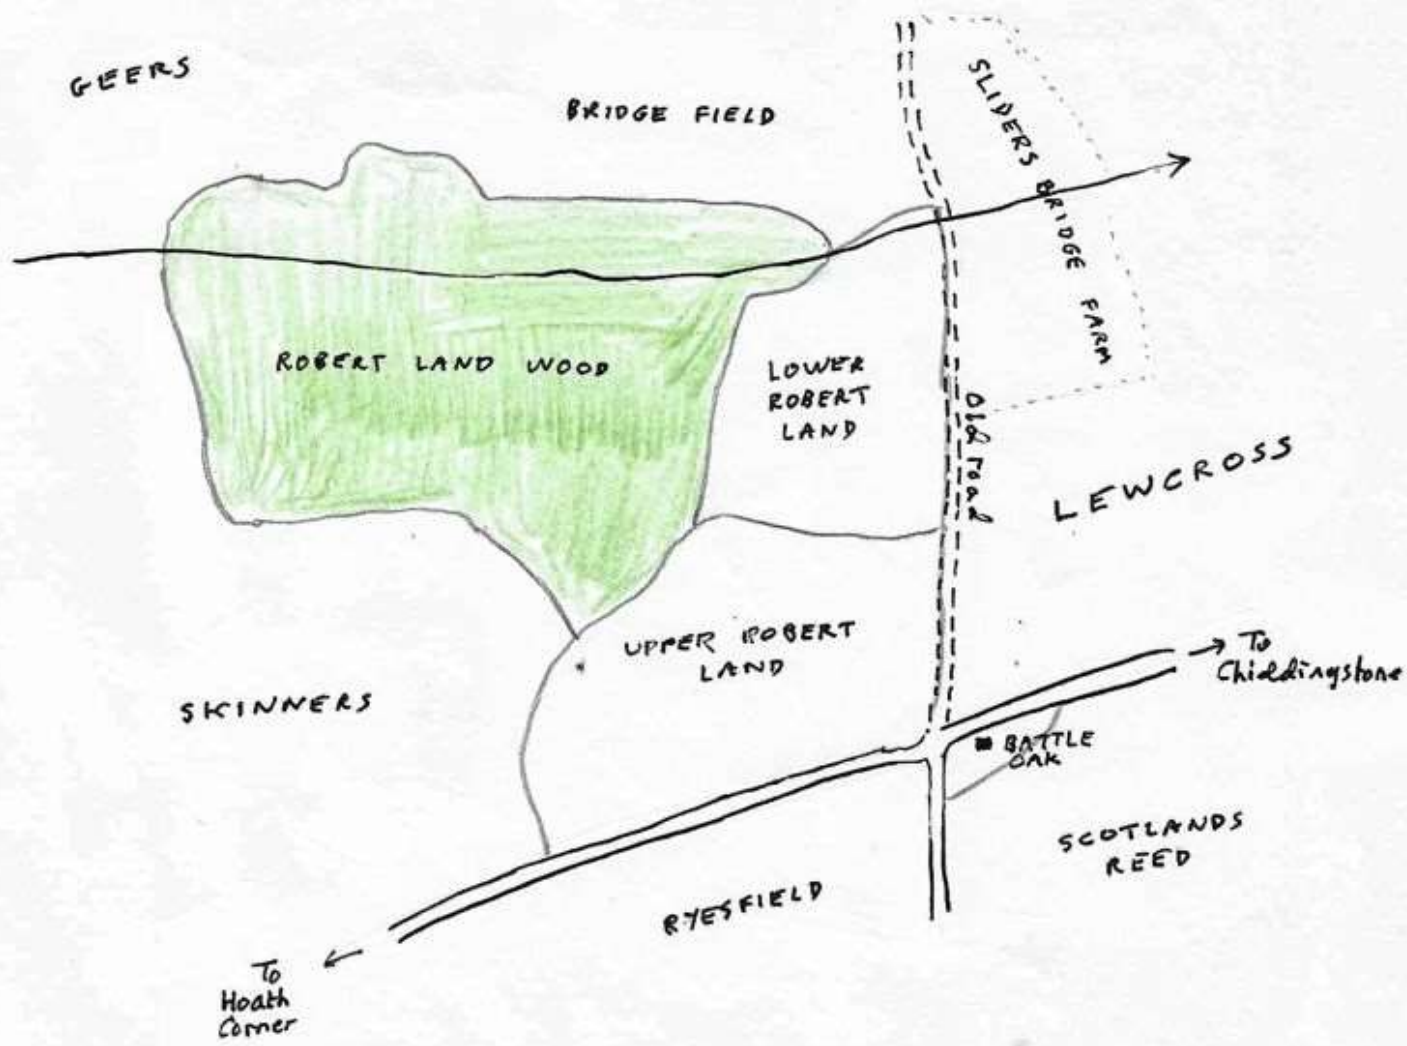 GEERS
BRIDGE FIELD
SLIDERS BRIDGE FARM
ROBERT LAND WOOD
LOWER
ROBERT
LAND
Old road
LEWCROSS
UPPER ROBERT
LAND
To
Chiddingstone
SKINNERS
BATTLE
OAK
SCOTLANDS
REED
RYESFIELD
To
Hoath
Corner